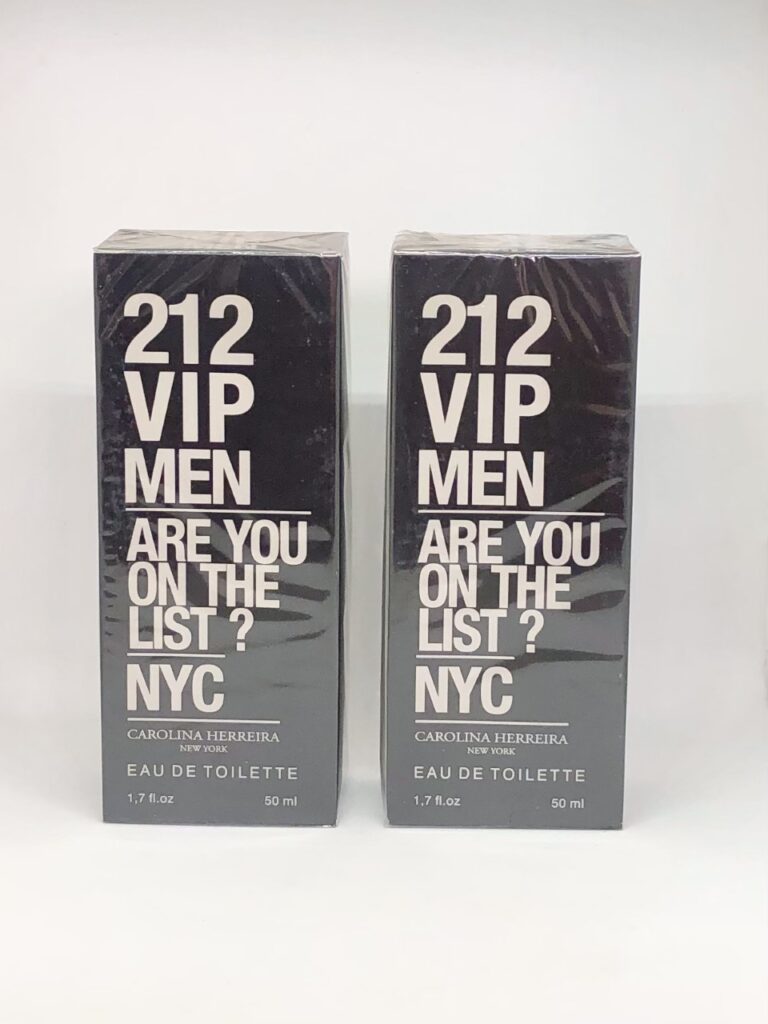 212
VIP
MEN
ARE YOU
ON THE
LIST ?
NYC
CAROLINA HERREIRA
NEW YORK
EAU DE TOILETTE
1,7 fl.oz 50 ml
212
VIP
MEN
ARE YOU
ON THE
LIST ?
NYC
CAROLINA HERREIRA
NEW YORK
EAU DE TOILETTE
1,7 fl.oz 50 ml